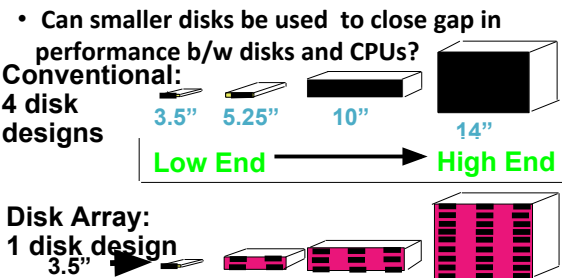 • Can smaller disks be used to close gap in
performance b/w disks and CPUs?
Conventional:
4 disk
designs
3.5” 5.25” 10” 14”
Low End High End
Disk Array:
1 disk design
3.5”